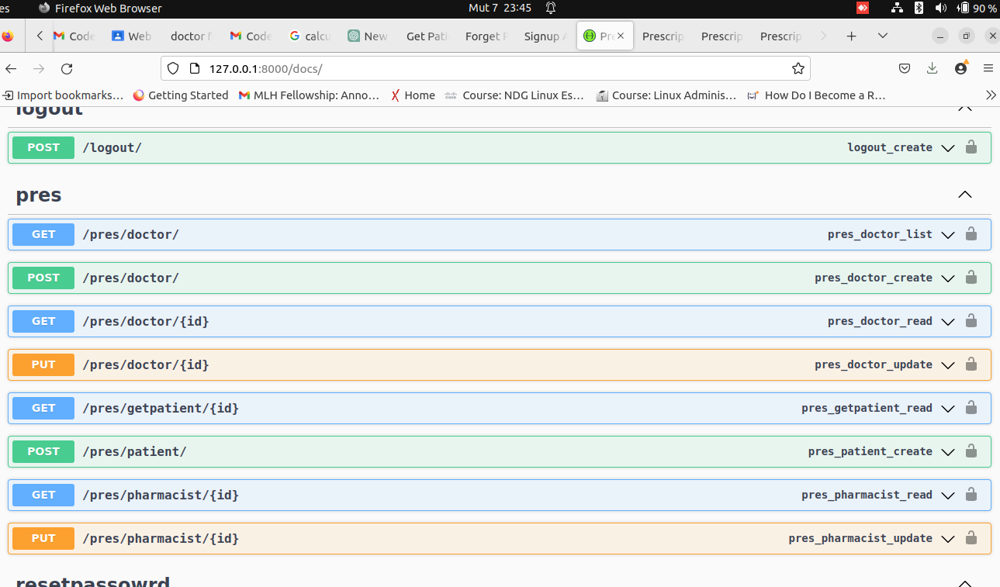 es Firefox Web Browser Mut 7 23:45 90 %
Code Web doctor f Code calcu New Get Pati Forget P Signup A Pre Prescrip Prescrip Prescrip
127.0.0.1:8000/docs/
Import bookmarks... Getting Started MLH Fellowship: Anno... Home Course: NDG Linux Es... Course: Linux Adminis... How Do I Become a R...
logout
POST /logout/ logout_create
pres
GET /pres/doctor/ pres_doctor_list
POST /pres/doctor/ pres_doctor_create
GET /pres/doctor/{id} pres_doctor_read
PUT /pres/doctor/{id} pres_doctor_update
GET /pres/getpatient/{id} pres_getpatient_read
POST /pres/patient/ pres_patient_create
GET /pres/pharmacist/{id} pres_pharmacist_read
PUT /pres/pharmacist/{id} pres_pharmacist_update
resetpassowrd